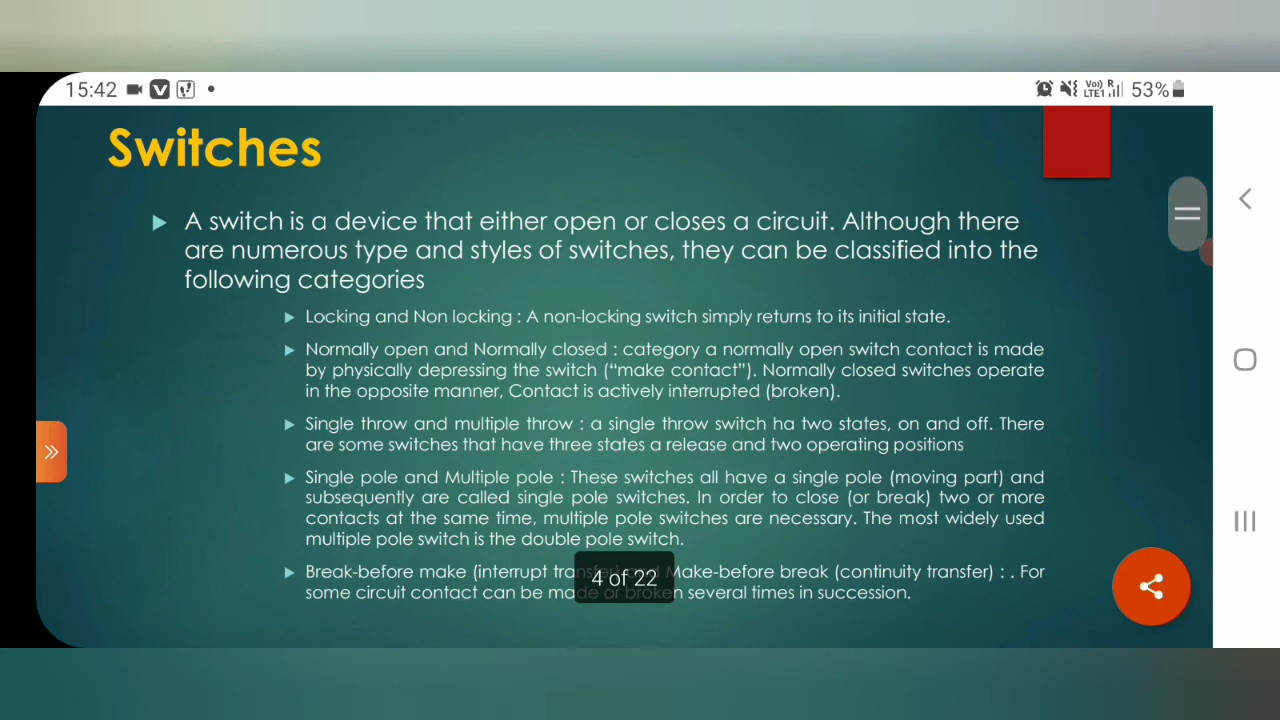 15:42
Vo)) R
LTE1 53%
Switches
A switch is a device that either open or closes a circuit. Although there
are numerous type and styles of switches, they can be classified into the
following categories
Locking and Non locking : A non-locking switch simply returns to its initial state.
Normally open and Normally closed : category a normally open switch contact is made
by physically depressing the switch (“make contact”). Normally closed switches operate
in the opposite manner, Contact is actively interrupted (broken).
Single throw and multiple throw : a single throw switch ha two states, on and off. There
are some switches that have three states a release and two operating positions
Single pole and Multiple pole : These switches all have a single pole (moving part) and
subsequently are called single pole switches. In order to close (or break) two or more
contacts at the same time, multiple pole switches are necessary. The most widely used
multiple pole switch is the double pole switch.
Break-before make (interrupt transfer) and Make-before break (continuity transfer) : . For
4 of 22
some circuit contact can be made or broken several times in succession.